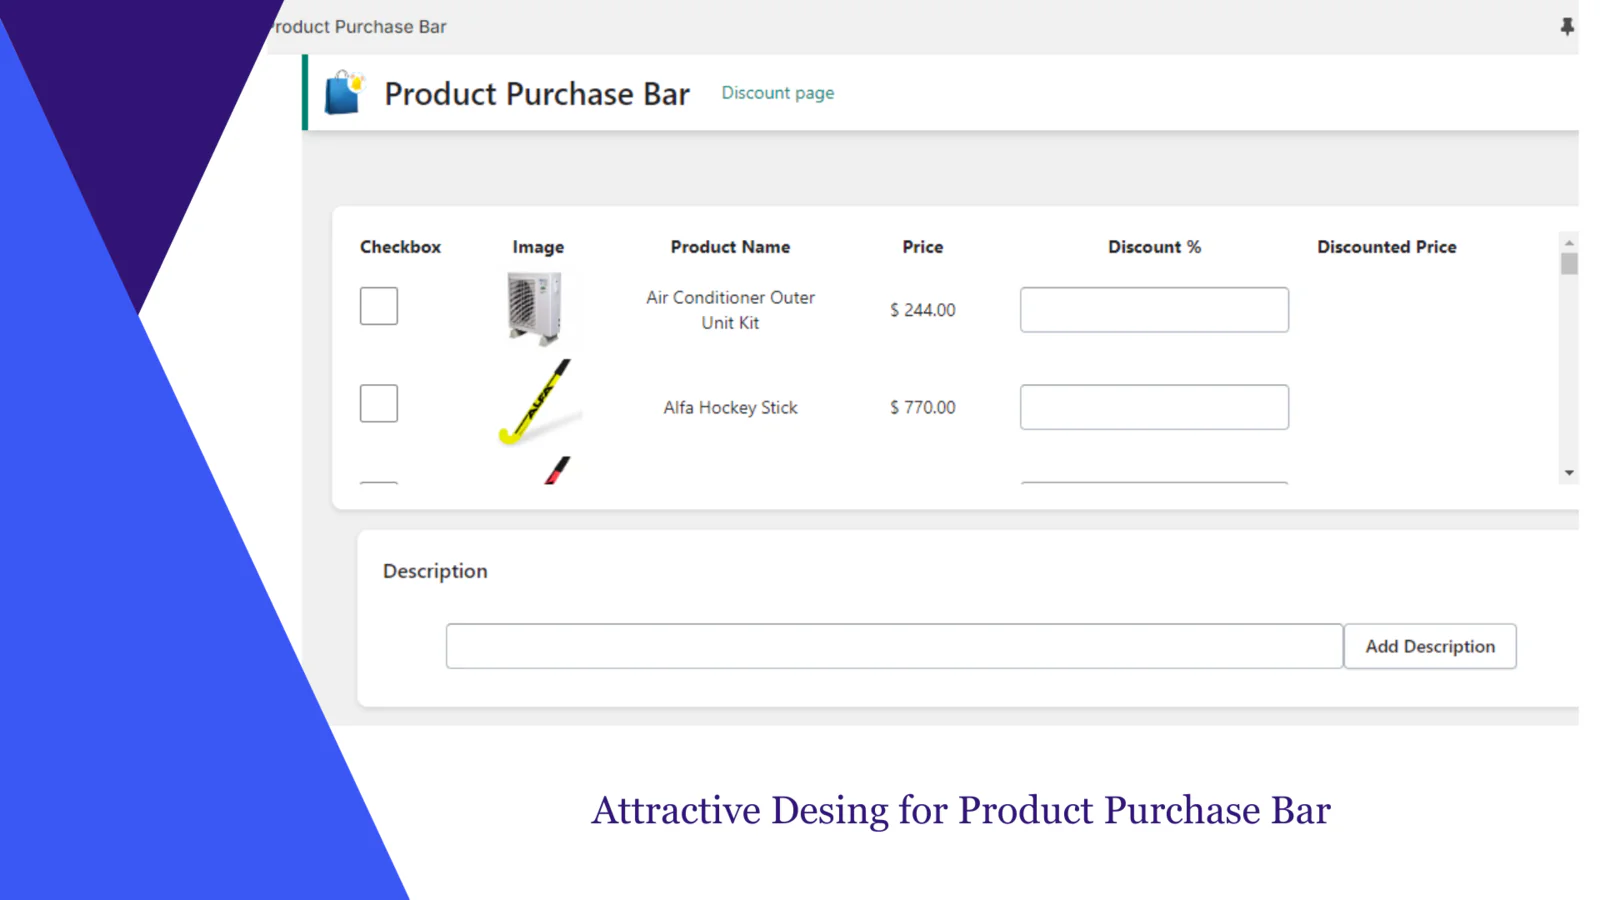 Product Purchase Bar
Product Purchase Bar
Discount page
Checkbox Image Product Name Price Discount % Discounted Price
Air Conditioner Outer
Unit Kit
$ 244.00
ALFA
Alfa Hockey Stick
$ 770.00
Description
Add Description
Attractive Desing for Product Purchase Bar